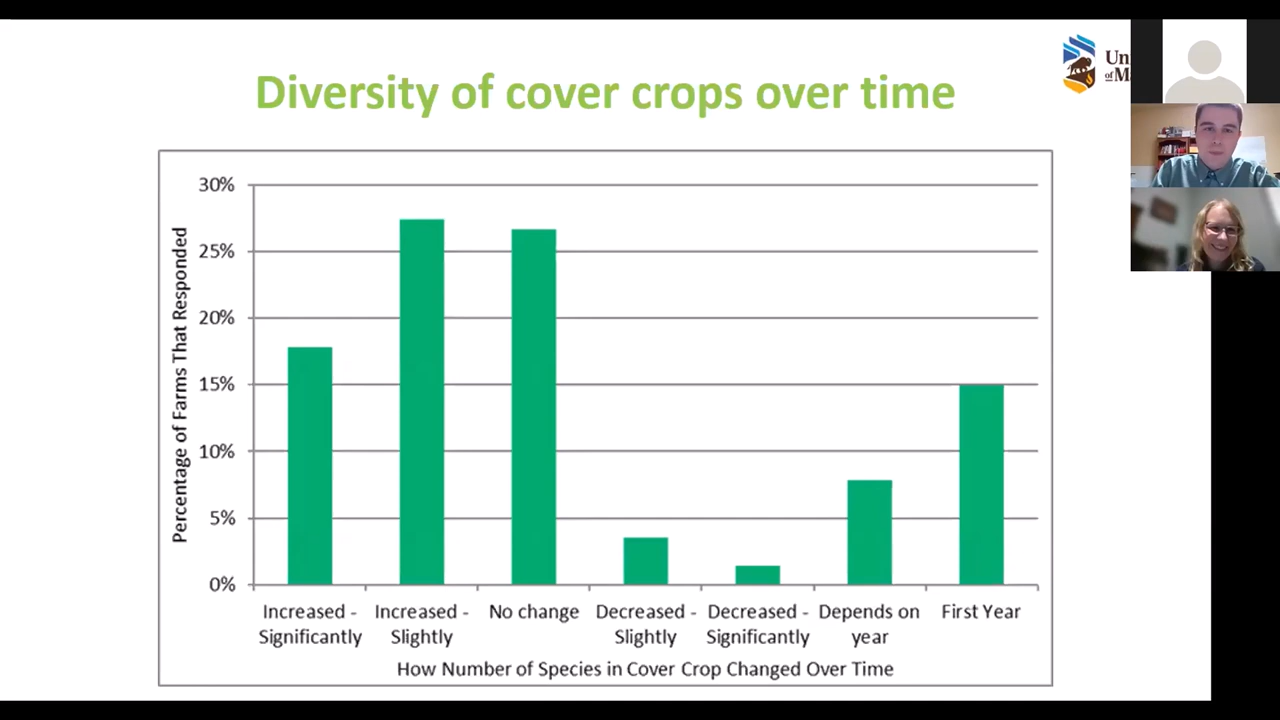 Diversity of cover crops over time
Un
of M
30%
25%
20%
15%
10%
5%
0%
Percentage of Farms That Responded
Increased - Significantly
Increased - Slightly
No change
Decreased - Slightly
Decreased - Significantly
Depends on year
First Year
How Number of Species in Cover Crop Changed Over Time